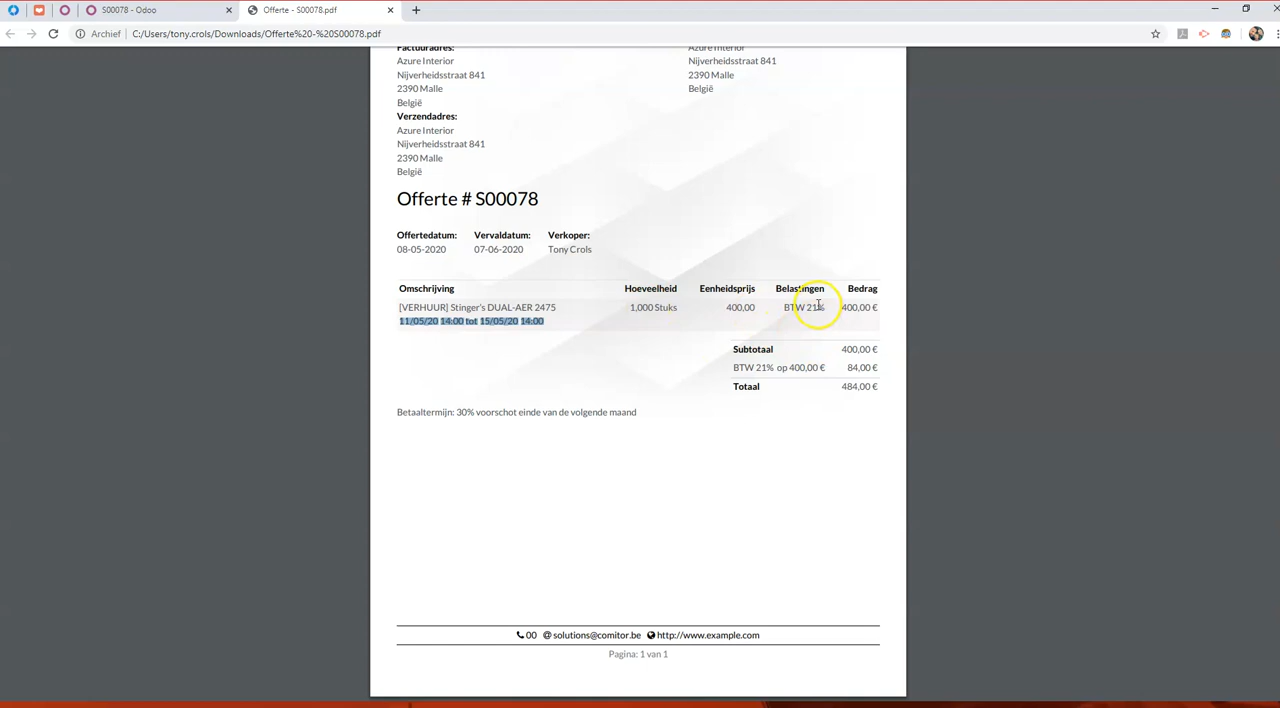 S00078 - Odoo
Offerte - S00078.pdf
Archief
C:/Users/tony.crols/Downloads/Offerte%20-%20S00078.pdf
Factuuradres:
Azure Interior
Nijverheidsstraat 841
2390 Malle
België
Azure Interior
Nijverheidsstraat 841
2390 Malle
België
Verzendadres:
Azure Interior
Nijverheidsstraat 841
2390 Malle
België
Offerte # S00078
Offertedatum: Vervaldatum: Verkoper:
08-05-2020 07-06-2020 Tony Crols
Omschrijving Hoeveelheid Eenheidsprijs Belastingen Bedrag
[VERHUUR] Stinger's DUAL-AER 2475 1,000 Stuks 400,00 BTW 21% 400,00 €
11/05/20 14:00 tot 15/05/20 14:00
Subtotaal 400,00 €
BTW 21% op 400,00 € 84,00 €
Totaal 484,00 €
Betaaltermijn: 30% voorschot einde van de volgende maand
00 @ solutions@comitor.be http://www.example.com
Pagina: 1 van 1